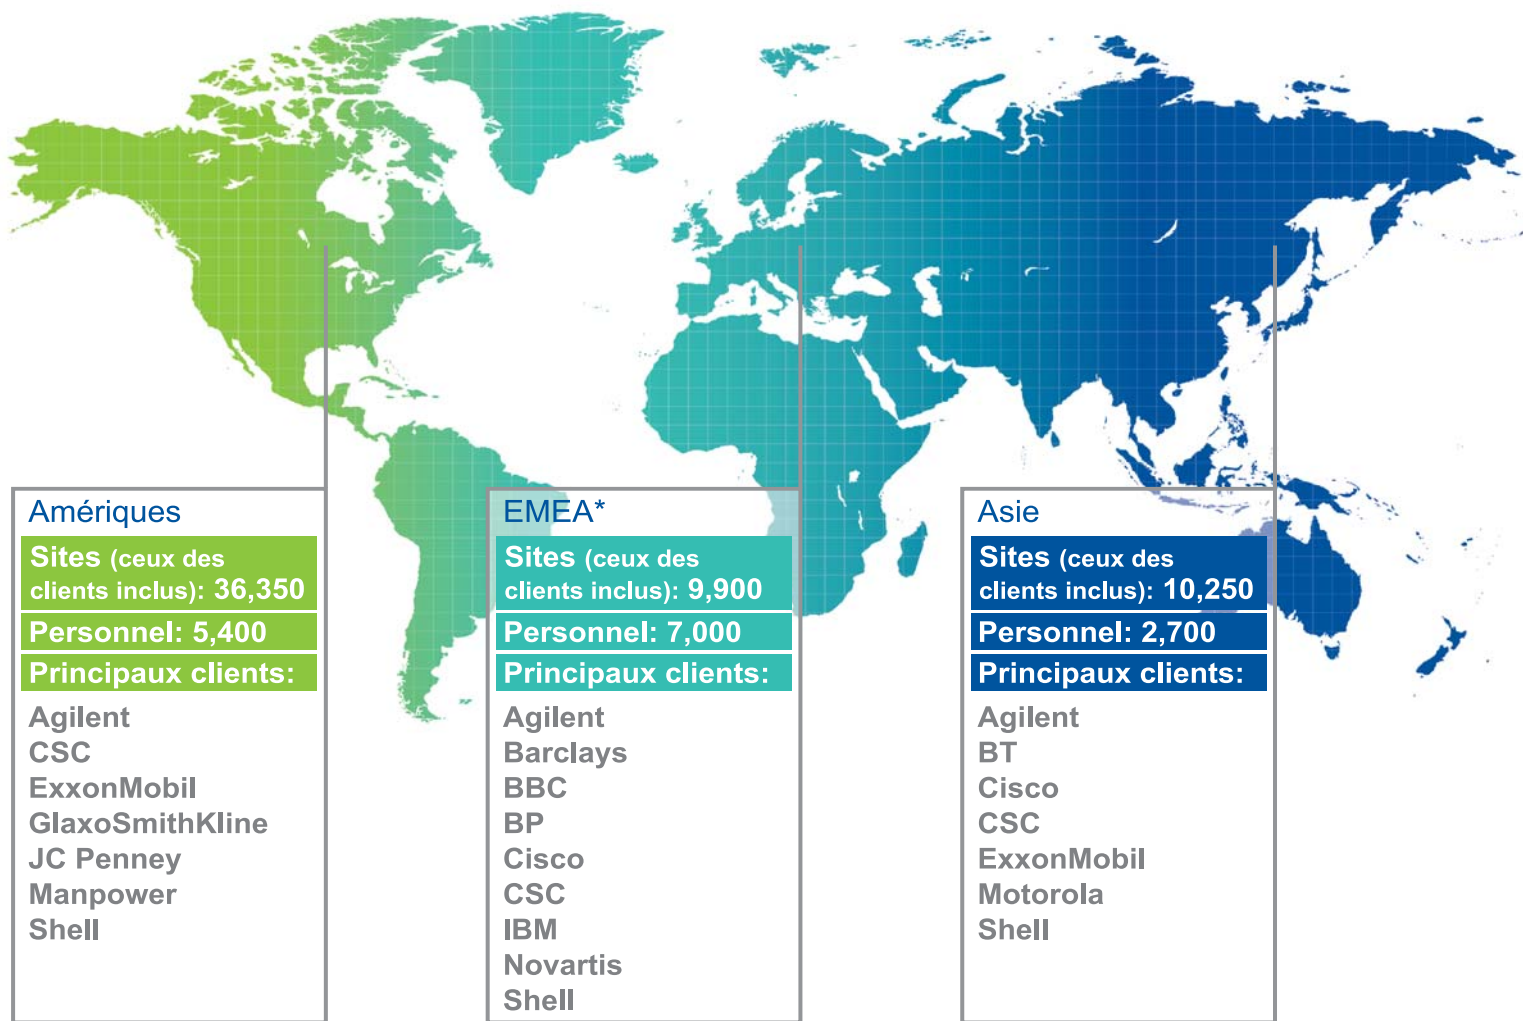 Amériques
Sites (ceux des
clients inclus): 36,350
Personnel: 5,400
Principaux clients:
Agilent
CSC
ExxonMobil
GlaxoSmithKline
JC Penney
Manpower
Shell
EMEA*
Sites (ceux des
clients inclus): 9,900
Personnel: 7,000
Principaux clients:
Agilent
Barclays
BBC
BP
Cisco
CSC
IBM
Novartis
Shell
Asie
Sites (ceux des
clients inclus): 10,250
Personnel: 2,700
Principaux clients:
Agilent
BT
Cisco
CSC
ExxonMobil
Motorola
Shell